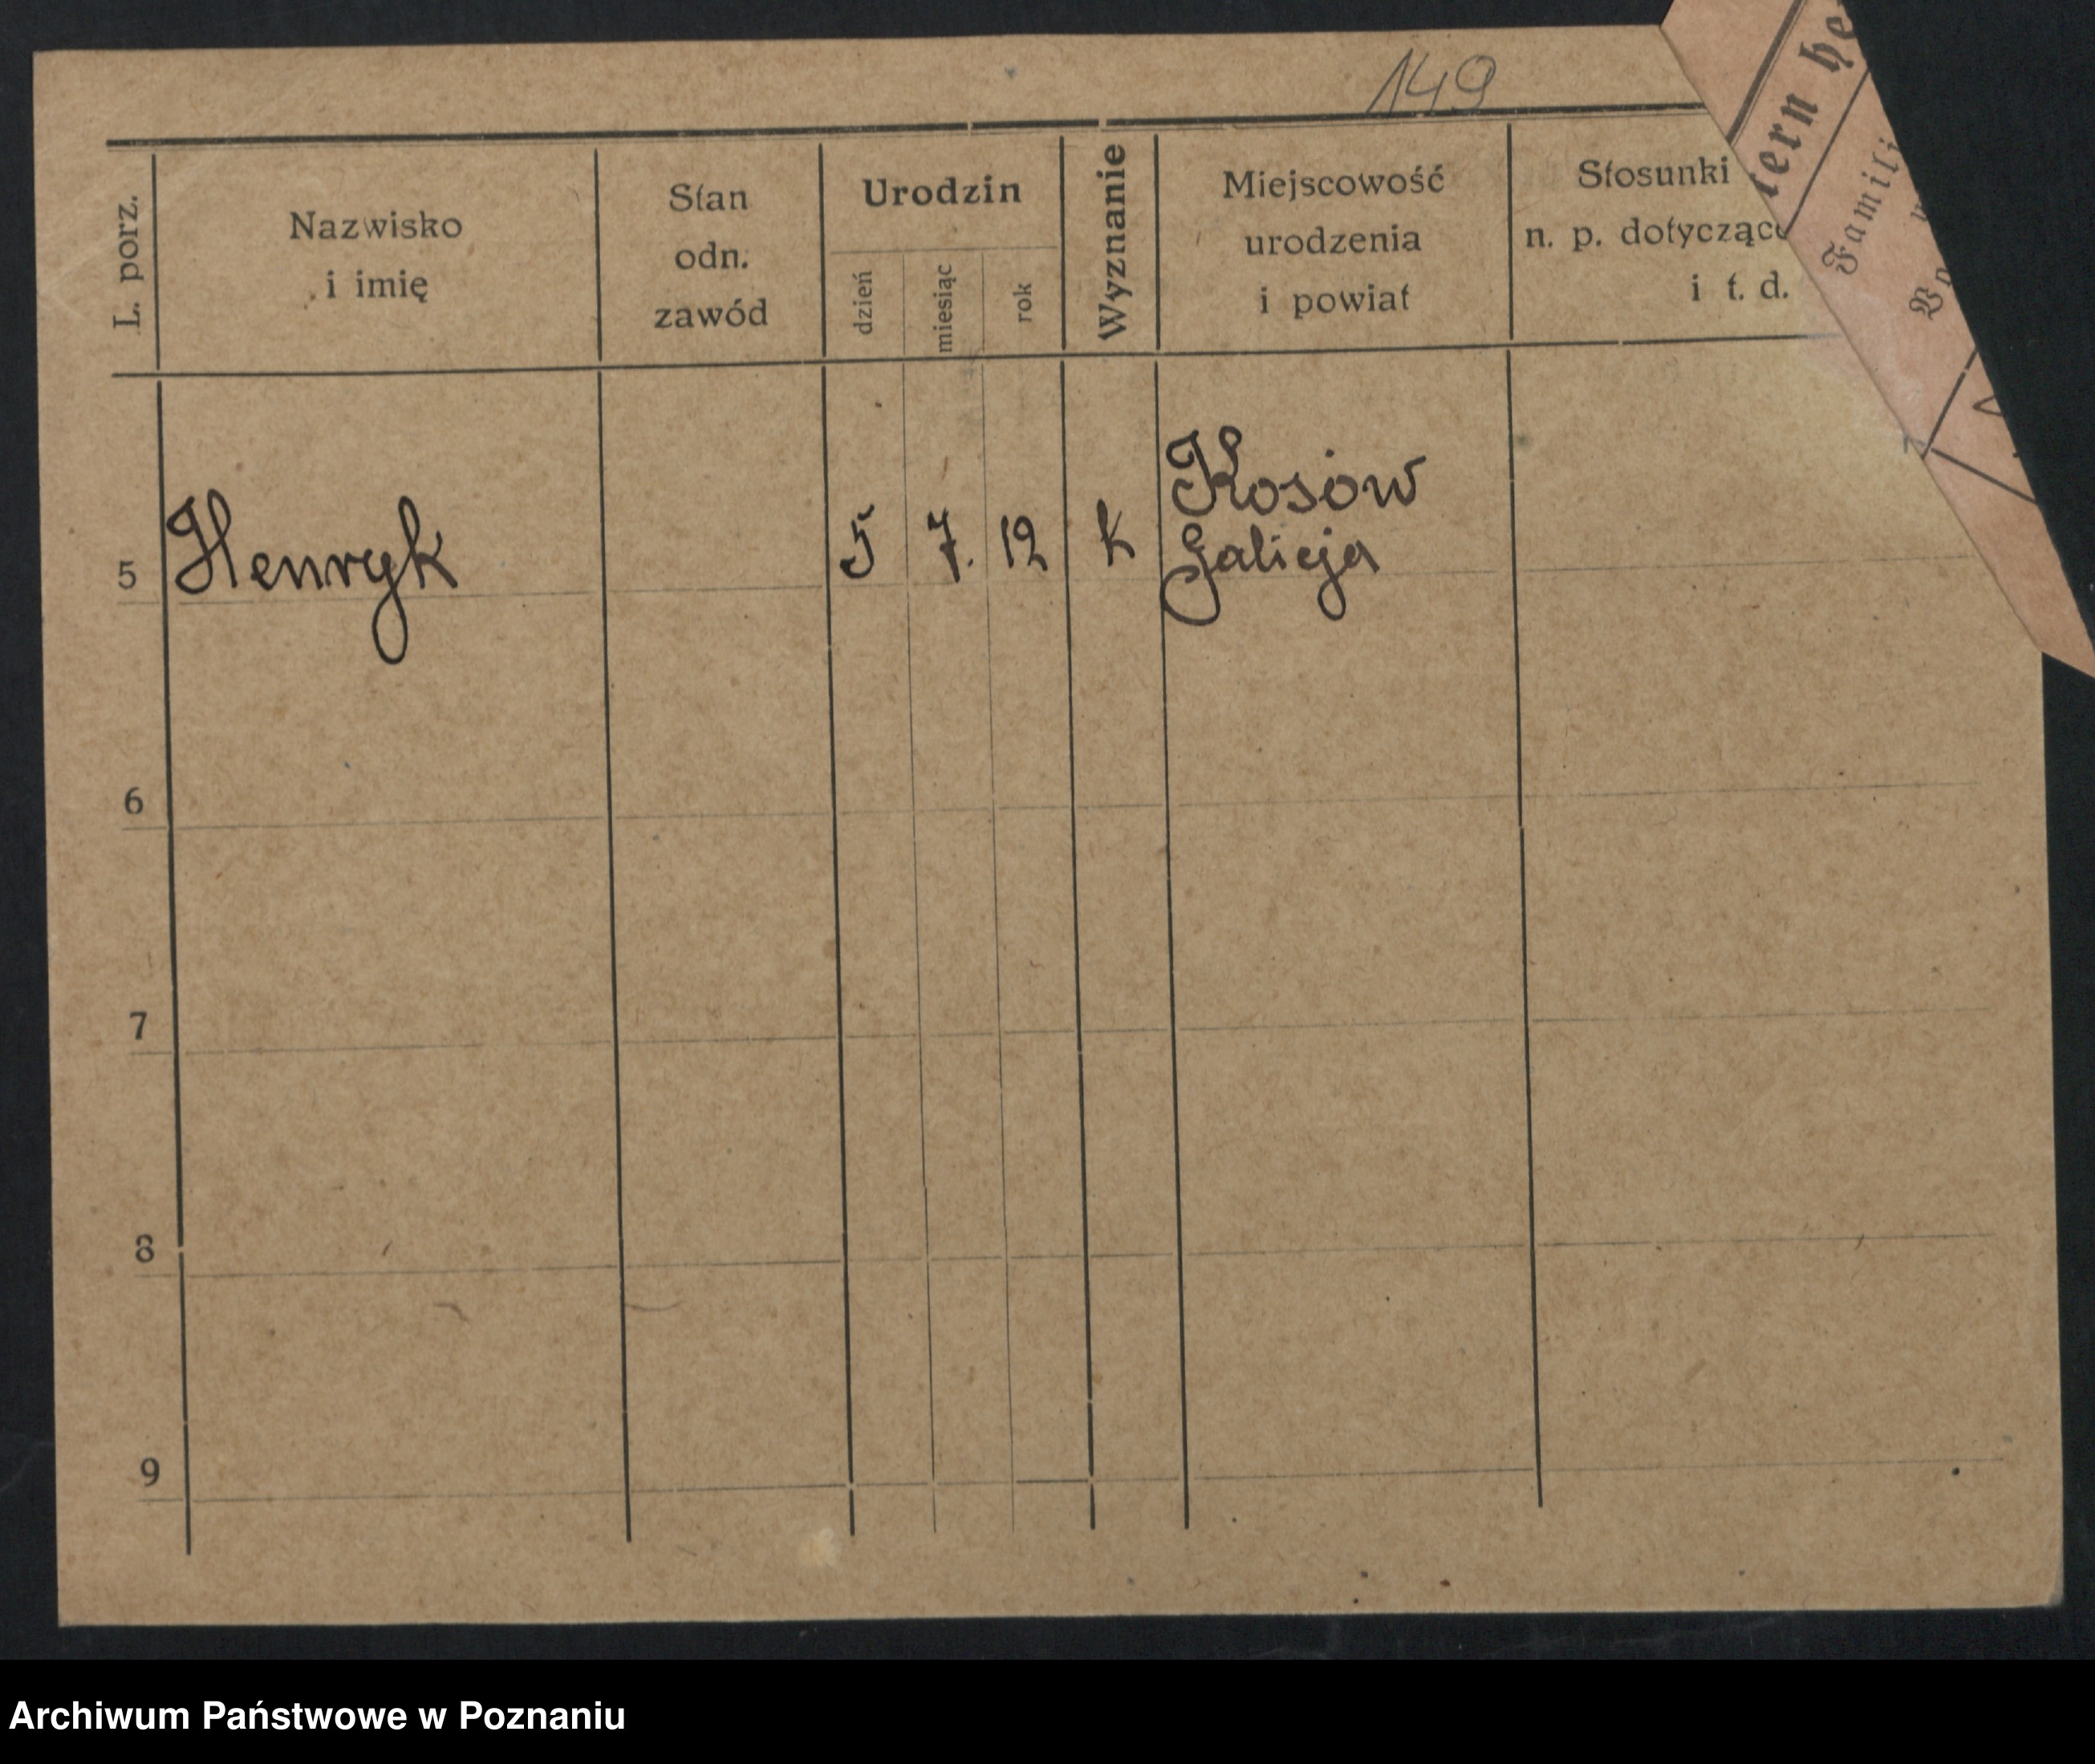 149
L. porz.
Nazwisko
i imię
Stan
odn.
zawód
Urodzin
dzień
miesiąc
rok
Wyznanie
Miejscowość
urodzenia
i powiat
Stosunki
n. p. dotycząc
i t. d.
Famili
5 Henryk 5 7. 12 k Kosów
Galicja
6
7
8
9
Archiwum Państwowe w Poznaniu